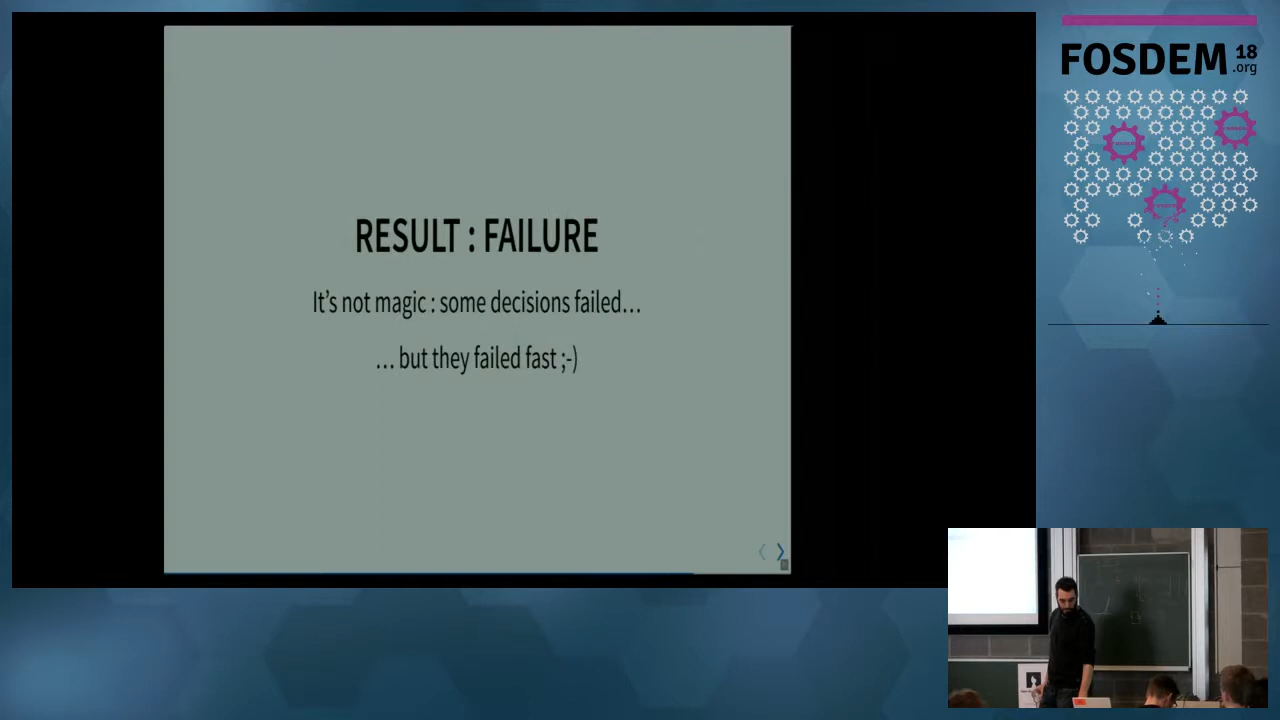 RESULT : FAILURE
It's not magic : some decisions failed…
… but they failed fast ;-)
FOSDEM 18
.org